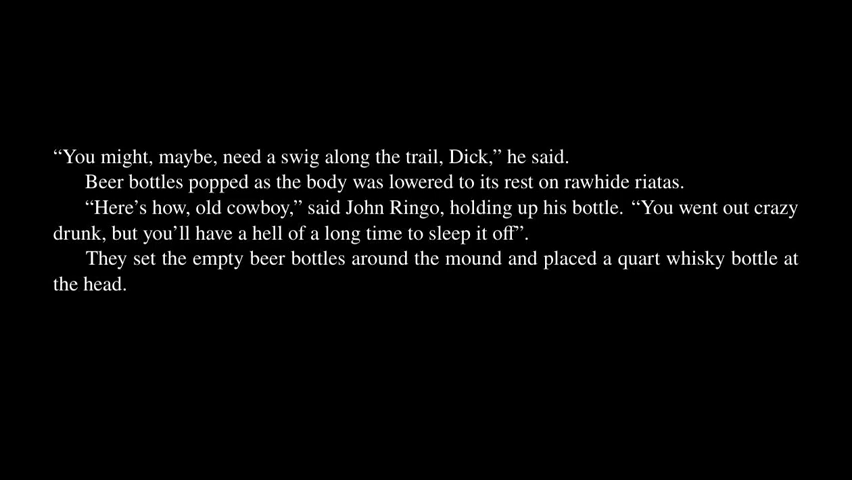 “You might, maybe, need a swig along the trail, Dick,” he said.
Beer bottles popped as the body was lowered to its rest on rawhide riatas.
“Here’s how, old cowboy,” said John Ringo, holding up his bottle. “You went out crazy
drunk, but you’ll have a hell of a long time to sleep it off”.
They set the empty beer bottles around the mound and placed a quart whisky bottle at
the head.